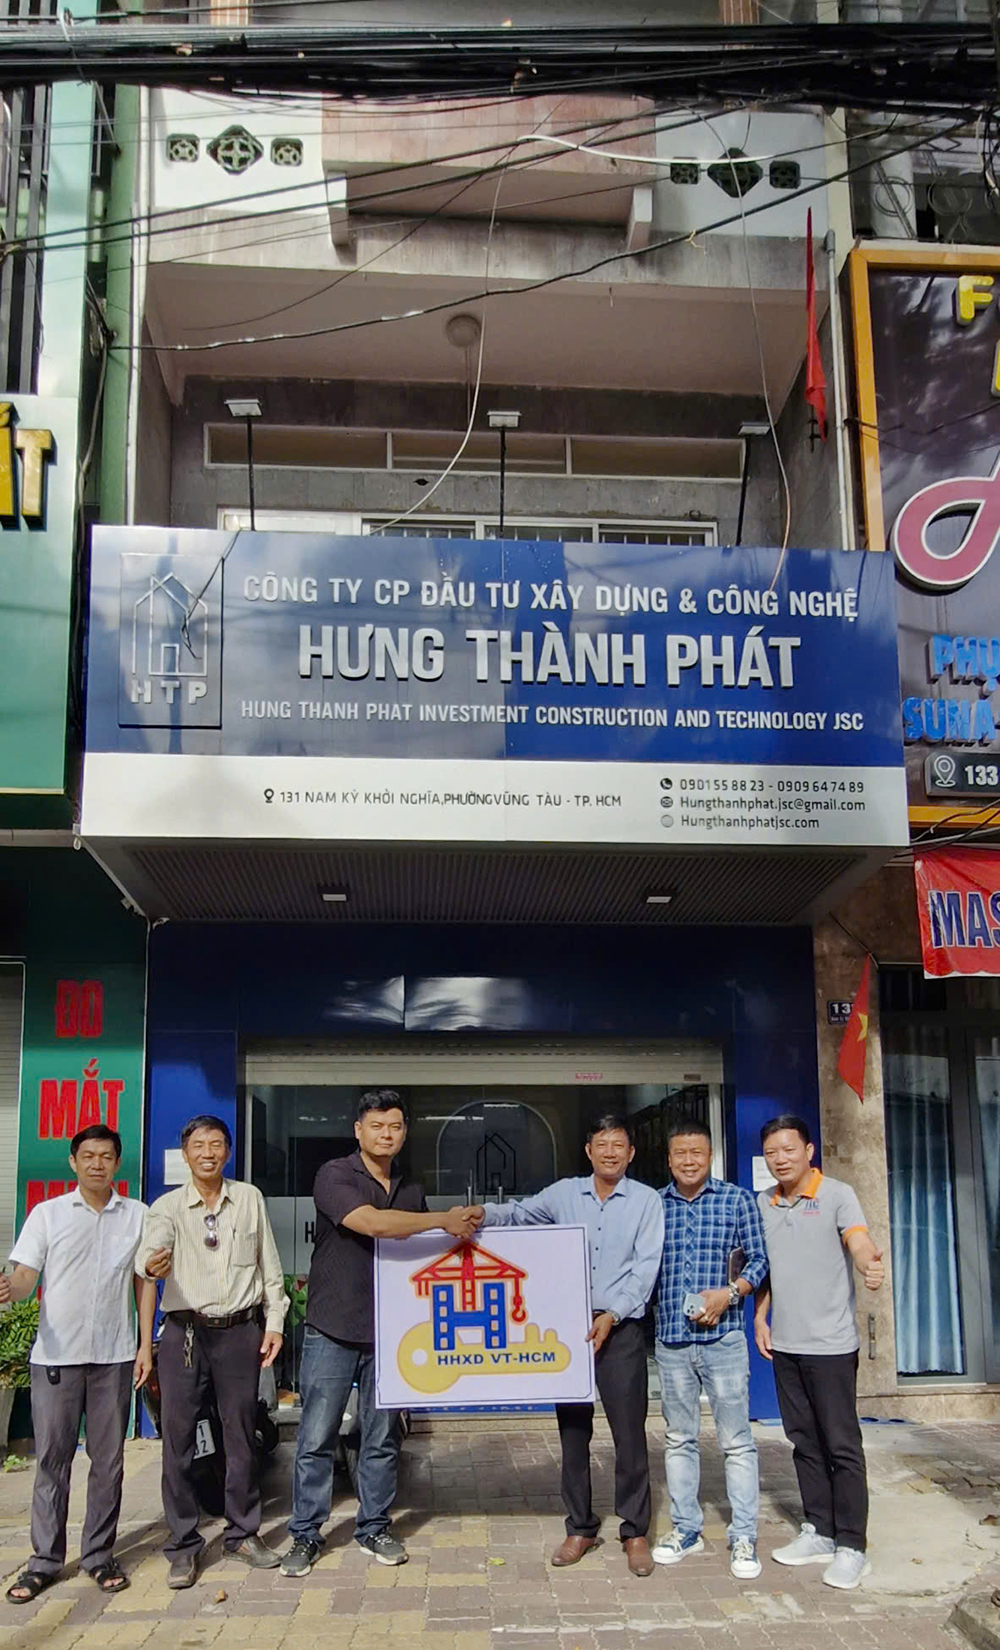 CÔNG TY CP ĐẦU TƯ XÂY DỰNG & CÔNG NGHỆ
HƯNG THÀNH PHÁT
HTP
HUNG THANH PHAT INVESTMENT CONSTRUCTION AND TECHNOLOGY JSC
131 NAM KỲ KHỞI NGHĨA,PHƯỜNGVŨNG TÀU - TP. HCM
0901 55 88 23 - 0909 64 74 89
Hungthanhphat.jsc@gmail.com
Hungthanhphatjsc.com
133
ĐO
MẮT
HHXD VT-HCM